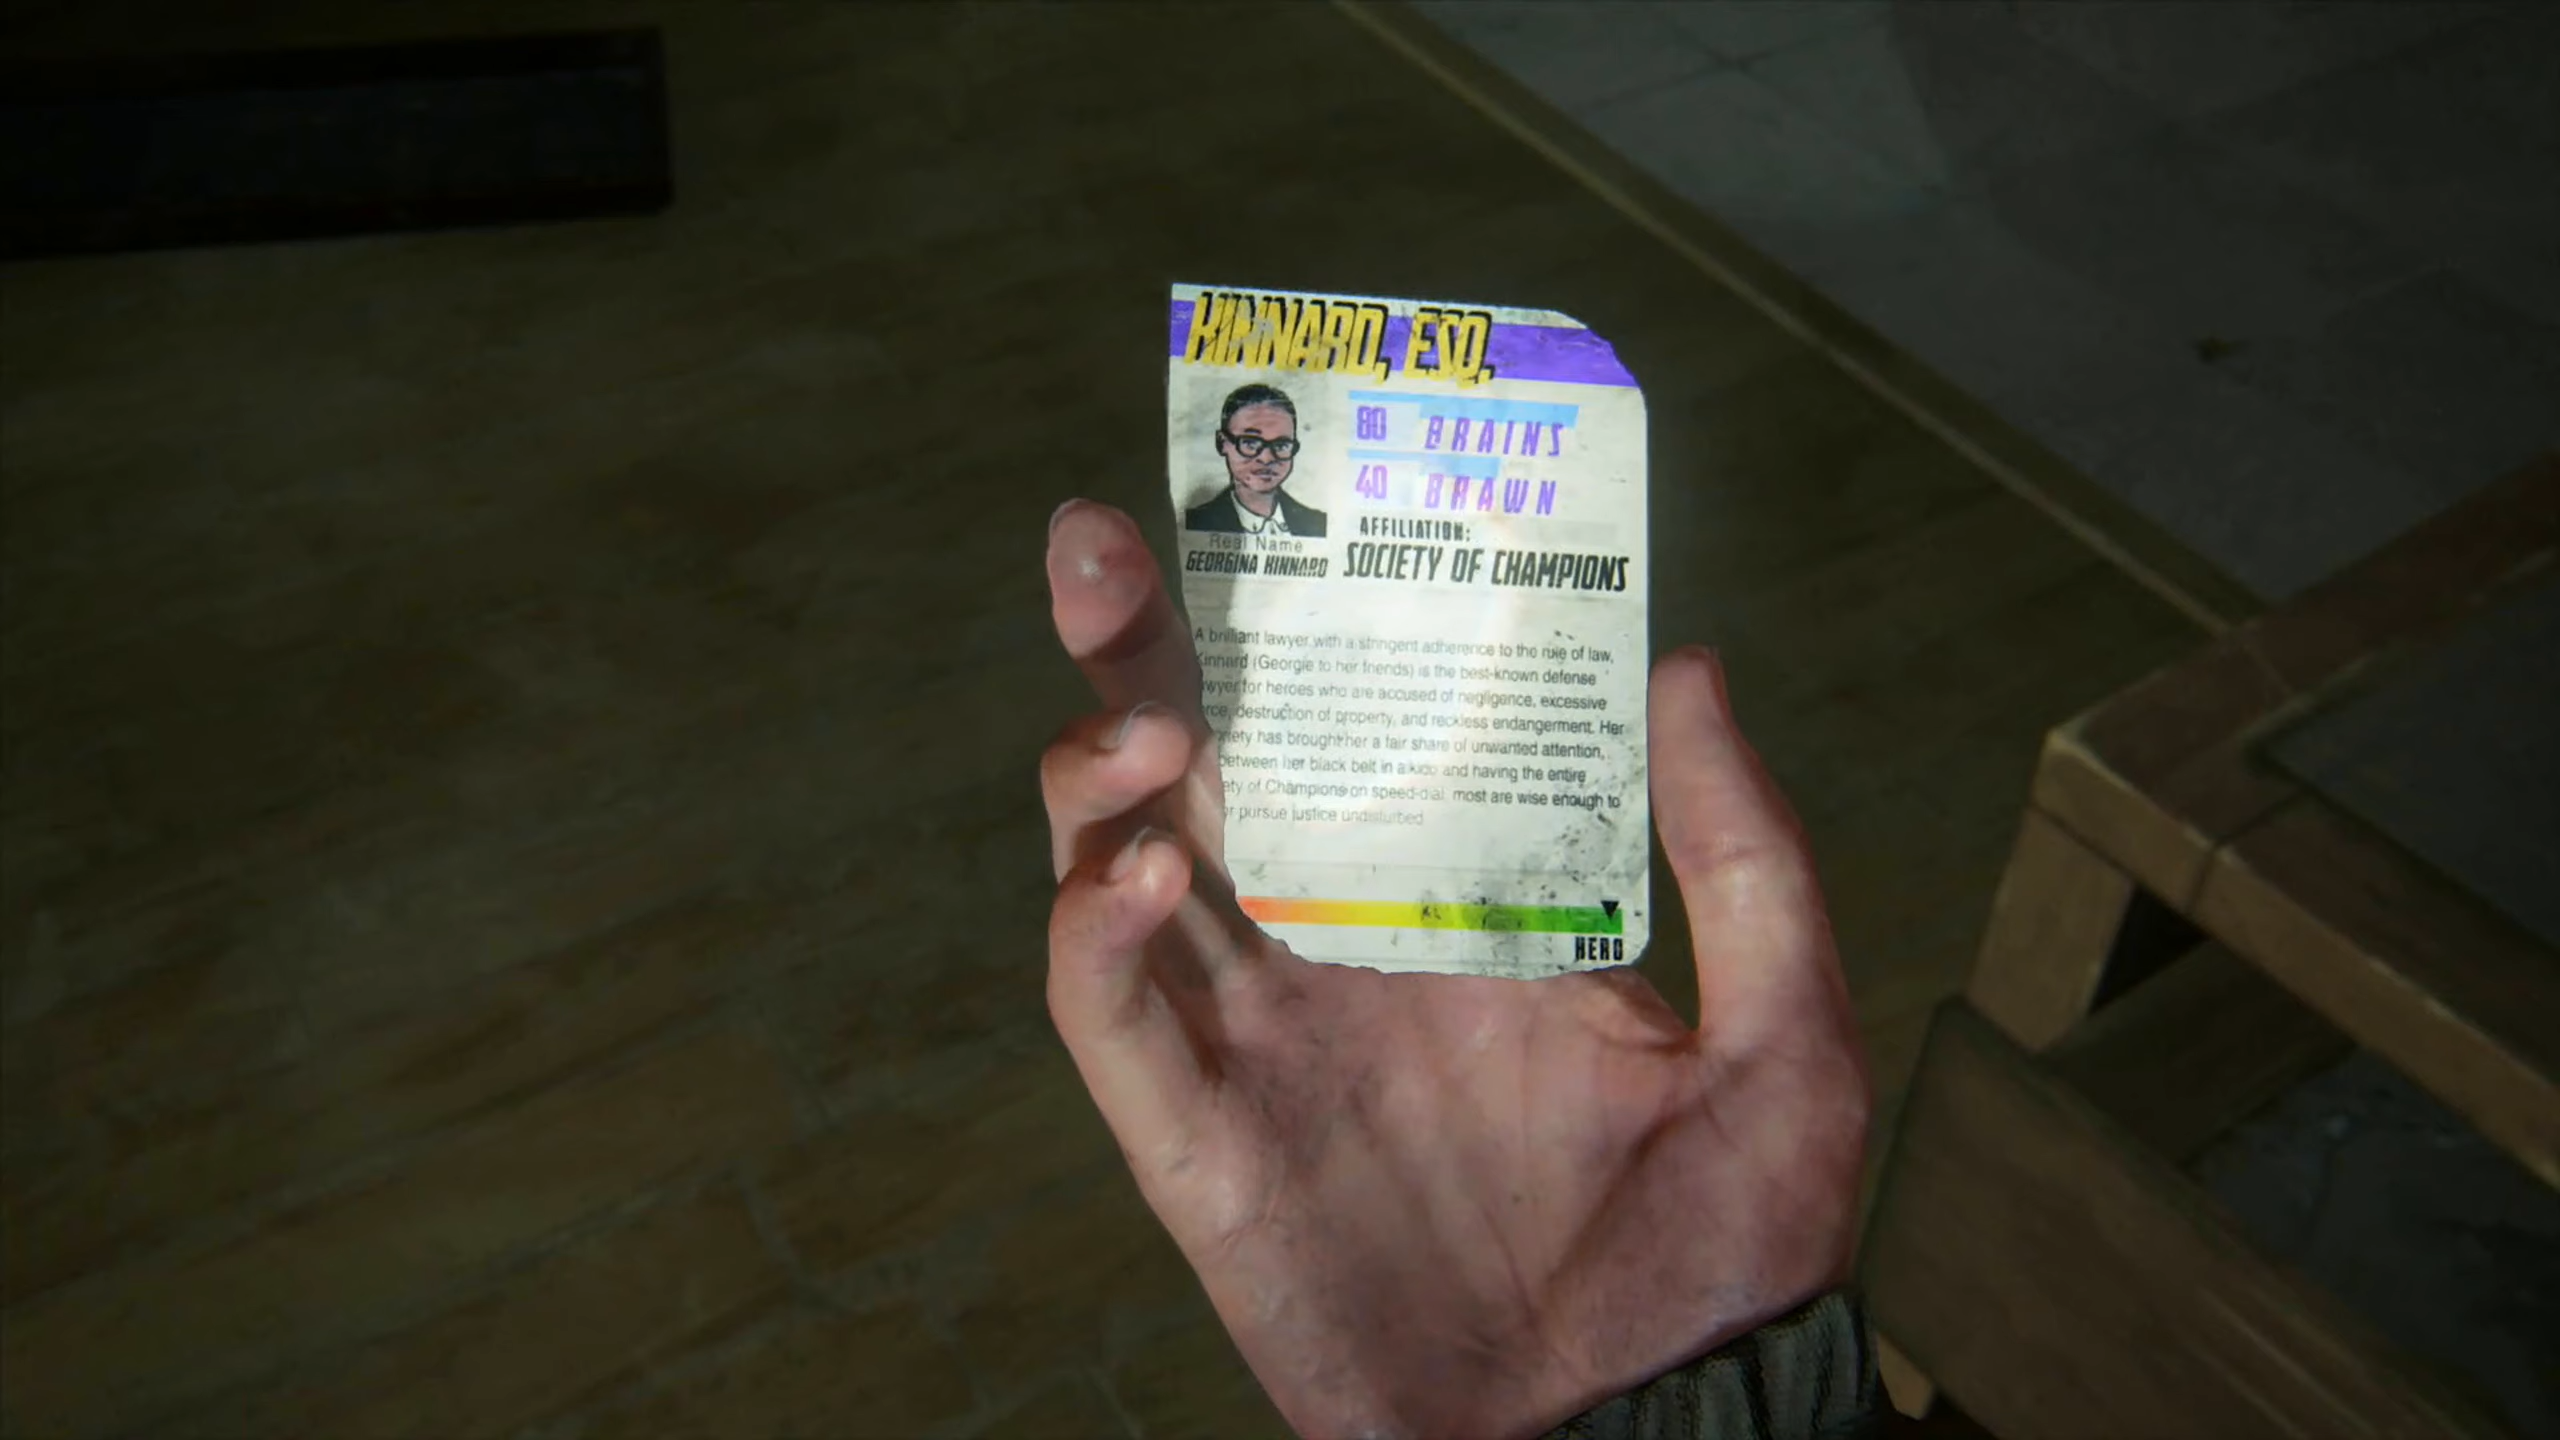 KINNARD, ESQ.
80 BRAINS
40 BRAWN
AFFILIATION:
SOCIETY OF CHAMPIONS
Real Name
GEORGINA KINNARD
A brilliant lawyer with a stringent adherence to the rule of law,
Kinnard (Georgie to her friends) is the best-known defense
wyer for heroes who are accused of negligence, excessive
rce, destruction of property, and reckless endangerment. Her
oriety has brought her a fair share of unwanted attention,
between her black belt in aikido and having the entire
ety of Champions on speed-dial, most are wise enough to
r pursue justice undisturbed.
HERO